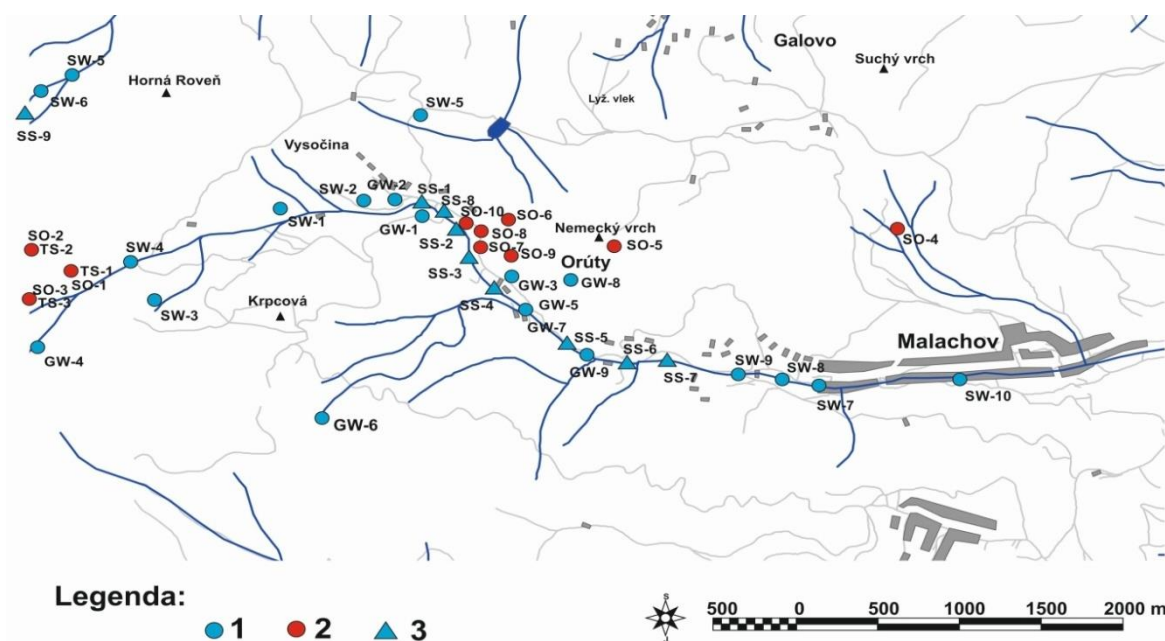 Galovo
Suchý vrch
SW-5
Horná Roveň
SW-6
SS-9
SW-5
Lyž. vlek
Vysočina
SW-2
GW-2
SS-1
SS-8
SO-10
SO-6
SW-1
GW-1
SO-8
Nemecký vrch
SO-4
SO-2
TS-2
SW-4
SS-2
SO-7
SO-9
SO-5
TS-1
SO-1
SS-3
Orúty
GW-3
GW-8
SO-3
TS-3
SW-3
Krpcová
SS-4
GW-5
GW-7
GW-4
SS-5
SS-6
Malachov
GW-9
SS-7
SW-9
SW-8
SW-7
SW-10
GW-6
Legenda:
1 2 3
S
500 0 500 1000 1500 2000 m